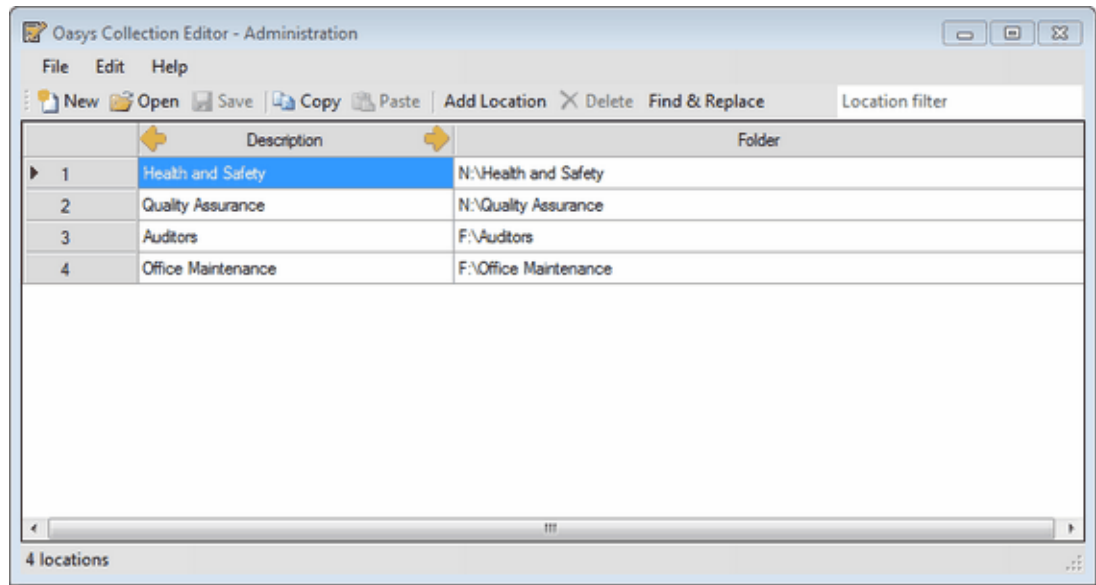 Oasys Collection Editor - Administration
File Edit Help
New Open Save Copy Paste Add Location Delete Find & Replace Location filter
Description Folder
1 Health and Safety N:\Health and Safety
2 Quality Assurance N:\Quality Assurance
3 Auditors F:\Auditors
4 Office Maintenance F:\Office Maintenance
4 locations